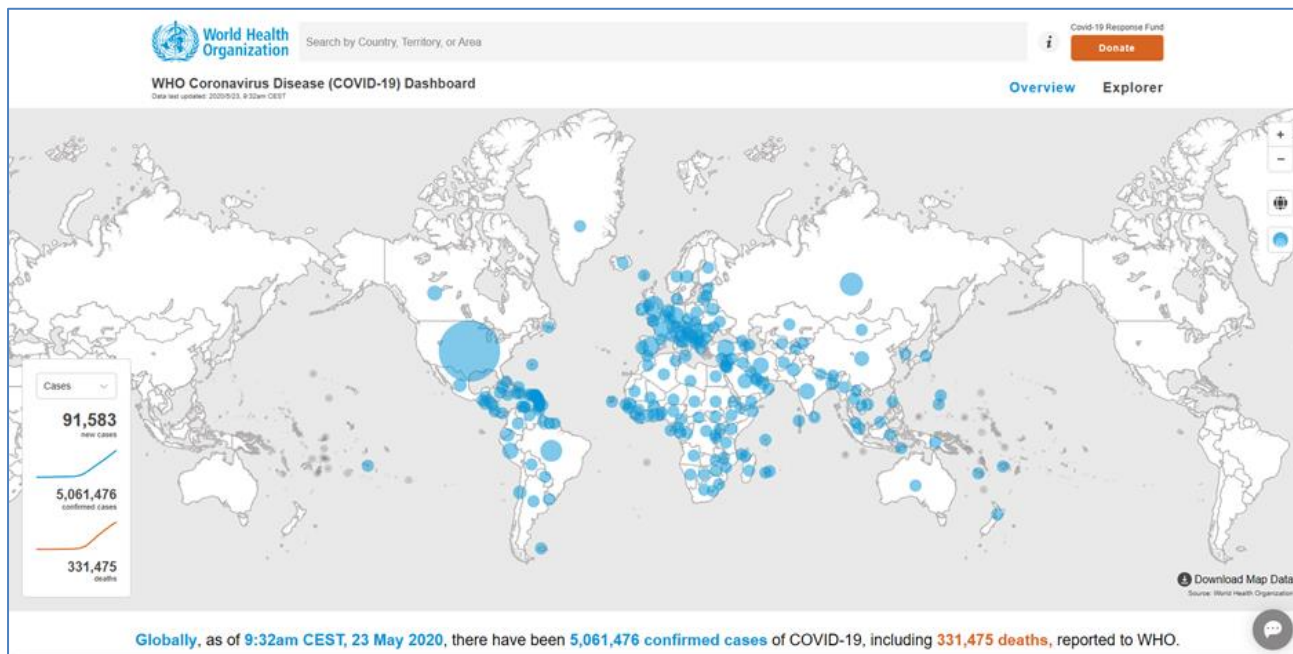 World Health
Organization
Search by Country, Territory, or Area
i
Covid-19 Response Fund
Donate
WHO Coronavirus Disease (COVID-19) Dashboard
Data last updated: 2020/5/23, 9:32am CEST
Overview
Explorer
+
−
Cases
91,583
new cases
5,061,476
confirmed cases
331,475
deaths
Download Map Data
Source: World Health Organization
Globally, as of 9:32am CEST, 23 May 2020, there have been 5,061,476 confirmed cases of COVID-19, including 331,475 deaths, reported to WHO.